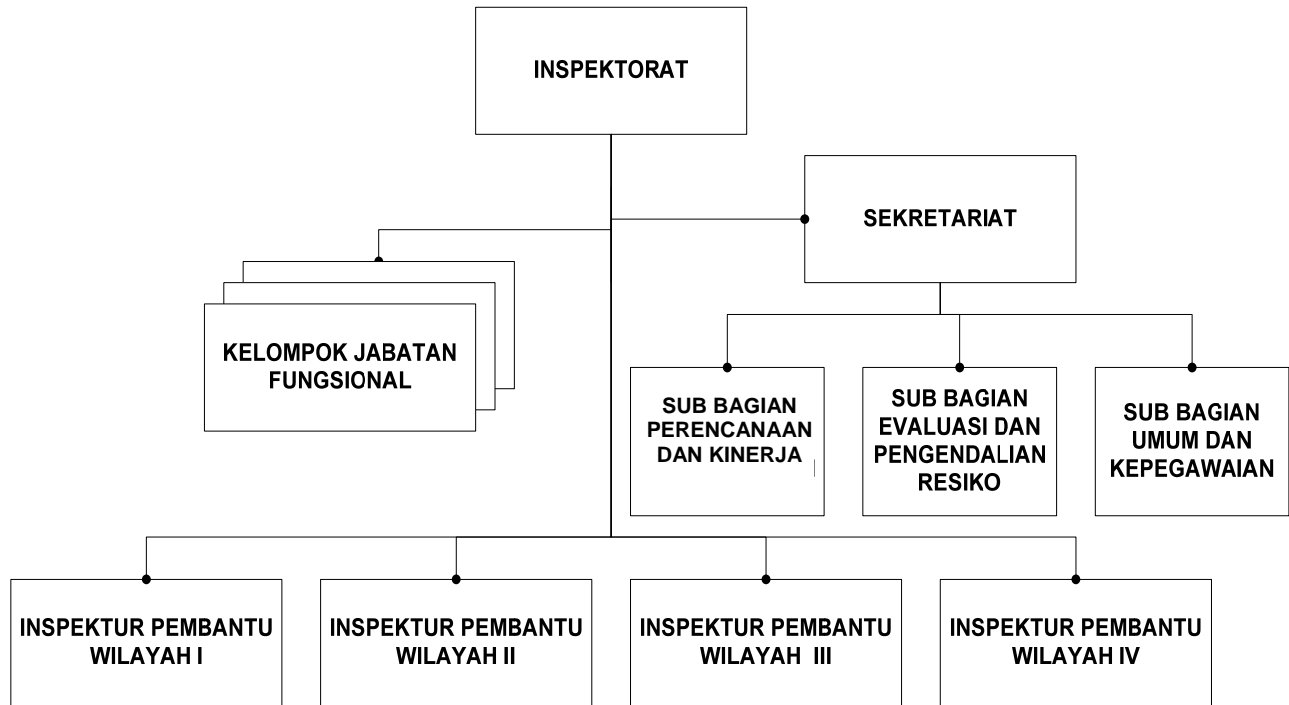 INSPEKTORAT
SEKRETARIAT
KELOMPOK JABATAN
FUNGSIONAL
SUB BAGIAN
PERENCANAAN
DAN KINERJA
SUB BAGIAN
EVALUASI DAN
PENGENDALIAN
RESIKO
SUB BAGIAN
UMUM DAN
KEPEGAWAIAN
INSPEKTUR PEMBANTU
WILAYAH I
INSPEKTUR PEMBANTU
WILAYAH II
INSPEKTUR PEMBANTU
WILAYAH III
INSPEKTUR PEMBANTU
WILAYAH IV